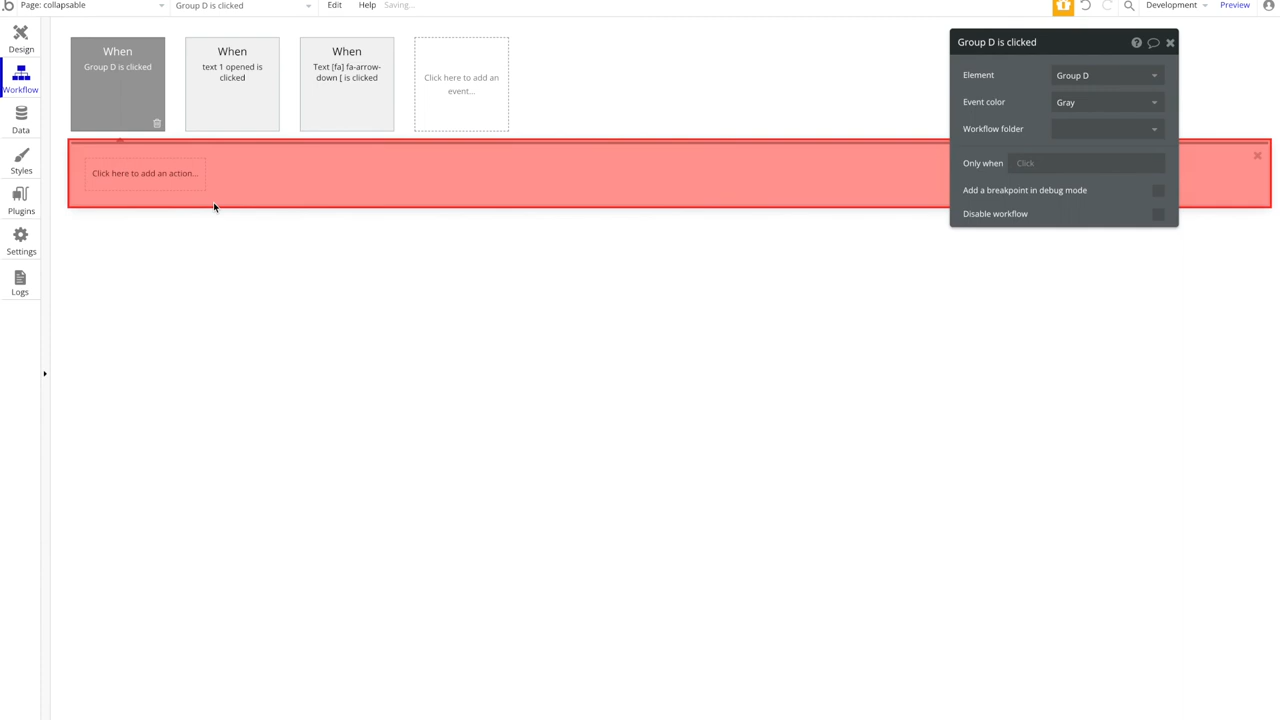 Page: collapsable
Group D is clicked
Edit
Help
Saving...
Development
Preview
Design
Workflow
Data
Styles
Plugins
Settings
Logs
When
Group D is clicked
When
text 1 opened is
clicked
When
Text [fa] fa-arrow-
down [ is clicked
Click here to add an
event...
Click here to add an action...
Group D is clicked
Element
Group D
Event color
Gray
Workflow folder
Only when
Click
Add a breakpoint in debug mode
Disable workflow